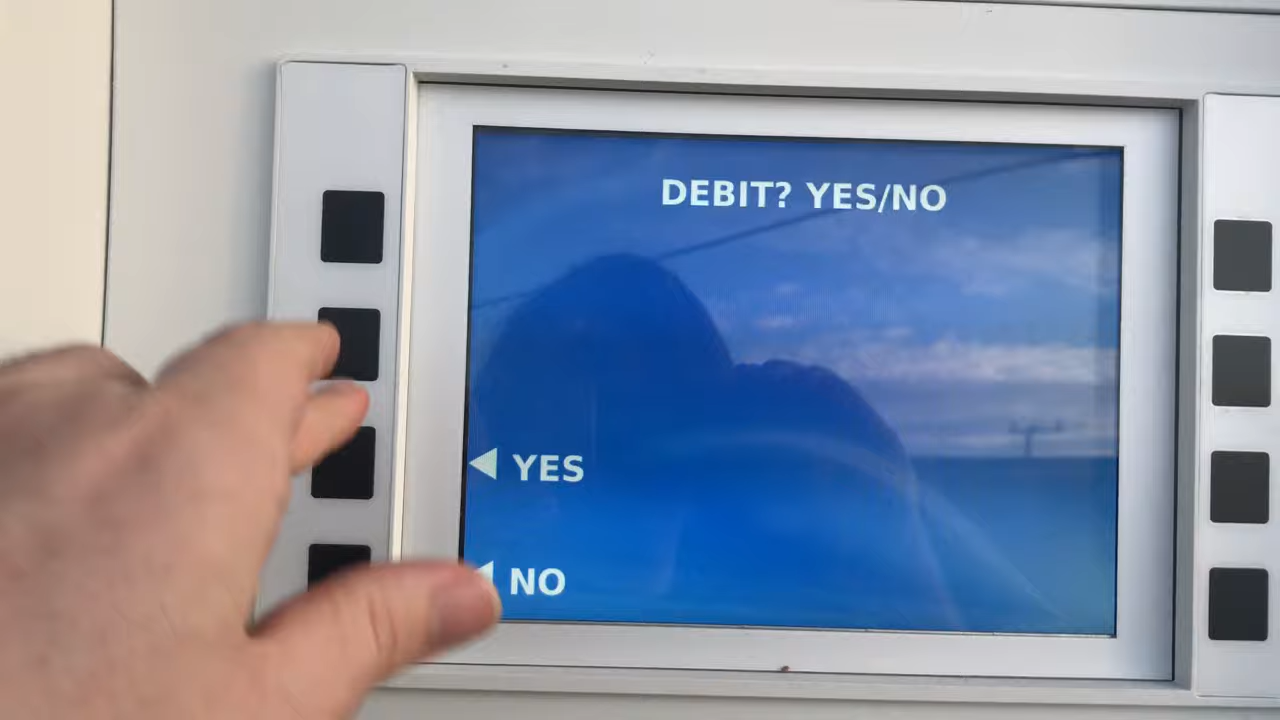 DEBIT? YES/NO
YES
NO